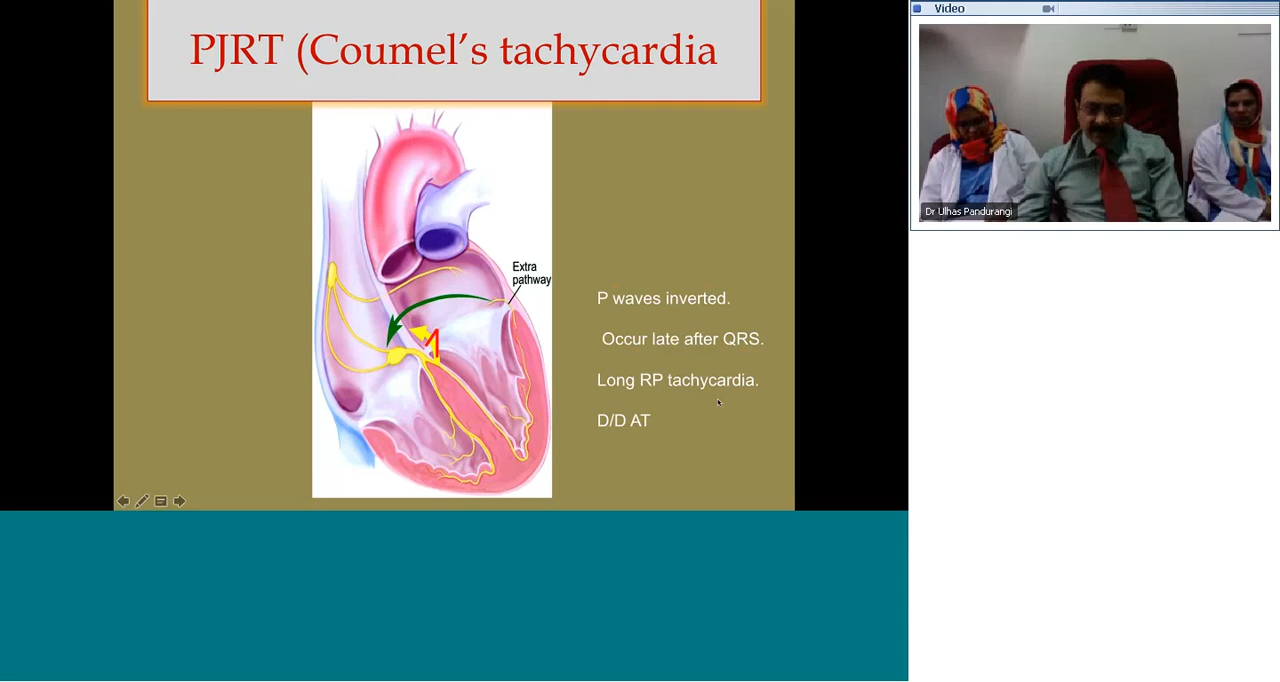 PJRT (Coumel’s tachycardia
Extra
pathway
P waves inverted.
Occur late after QRS.
Long RP tachycardia.
D/D AT
Video
Dr Ulhas Pandurangi